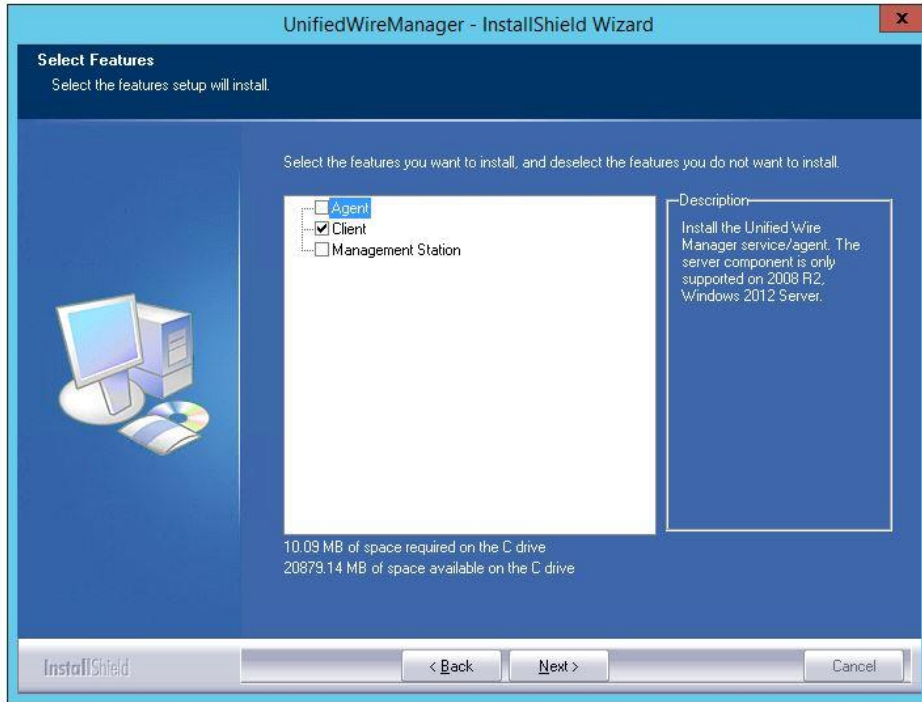 UnifiedWireManager - InstallShield Wizard
x
Select Features
Select the features setup will install.
Select the features you want to install, and deselect the features you do not want to install.
Agent
Client
Management Station
Description
Install the Unified Wire
Manager service/agent. The
server component is only
supported on 2008 R2,
Windows 2012 Server.
10.09 MB of space required on the C drive
20879.14 MB of space available on the C drive
InstallShield
< Back
Next >
Cancel